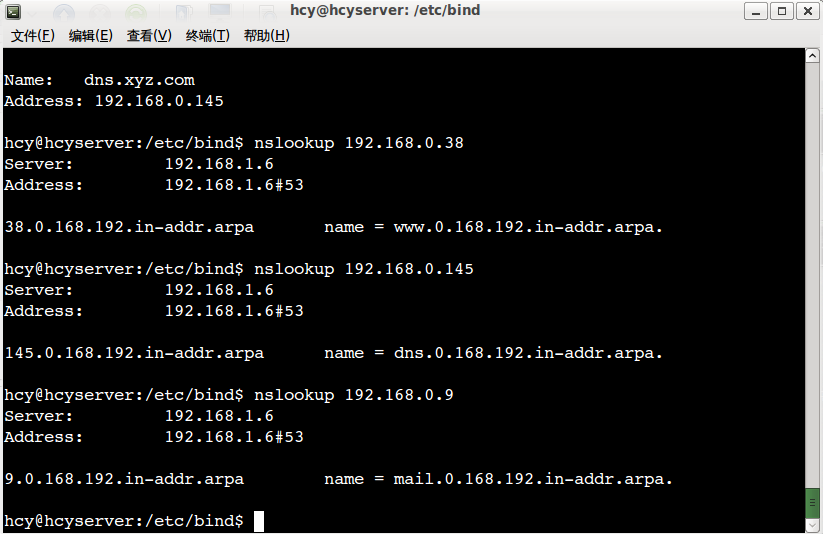 hcy@hcyserver: /etc/bind
文件(F) 编辑(E) 查看(V) 终端(T) 帮助(H)
Name:   dns.xyz.com
Address: 192.168.0.145
hcy@hcyserver:/etc/bind$ nslookup 192.168.0.38
Server:         192.168.1.6
Address:        192.168.1.6#53
38.0.168.192.in-addr.arpa       name = www.0.168.192.in-addr.arpa.
hcy@hcyserver:/etc/bind$ nslookup 192.168.0.145
Server:         192.168.1.6
Address:        192.168.1.6#53
145.0.168.192.in-addr.arpa      name = dns.0.168.192.in-addr.arpa.
hcy@hcyserver:/etc/bind$ nslookup 192.168.0.9
Server:         192.168.1.6
Address:        192.168.1.6#53
9.0.168.192.in-addr.arpa        name = mail.0.168.192.in-addr.arpa.
hcy@hcyserver:/etc/bind$